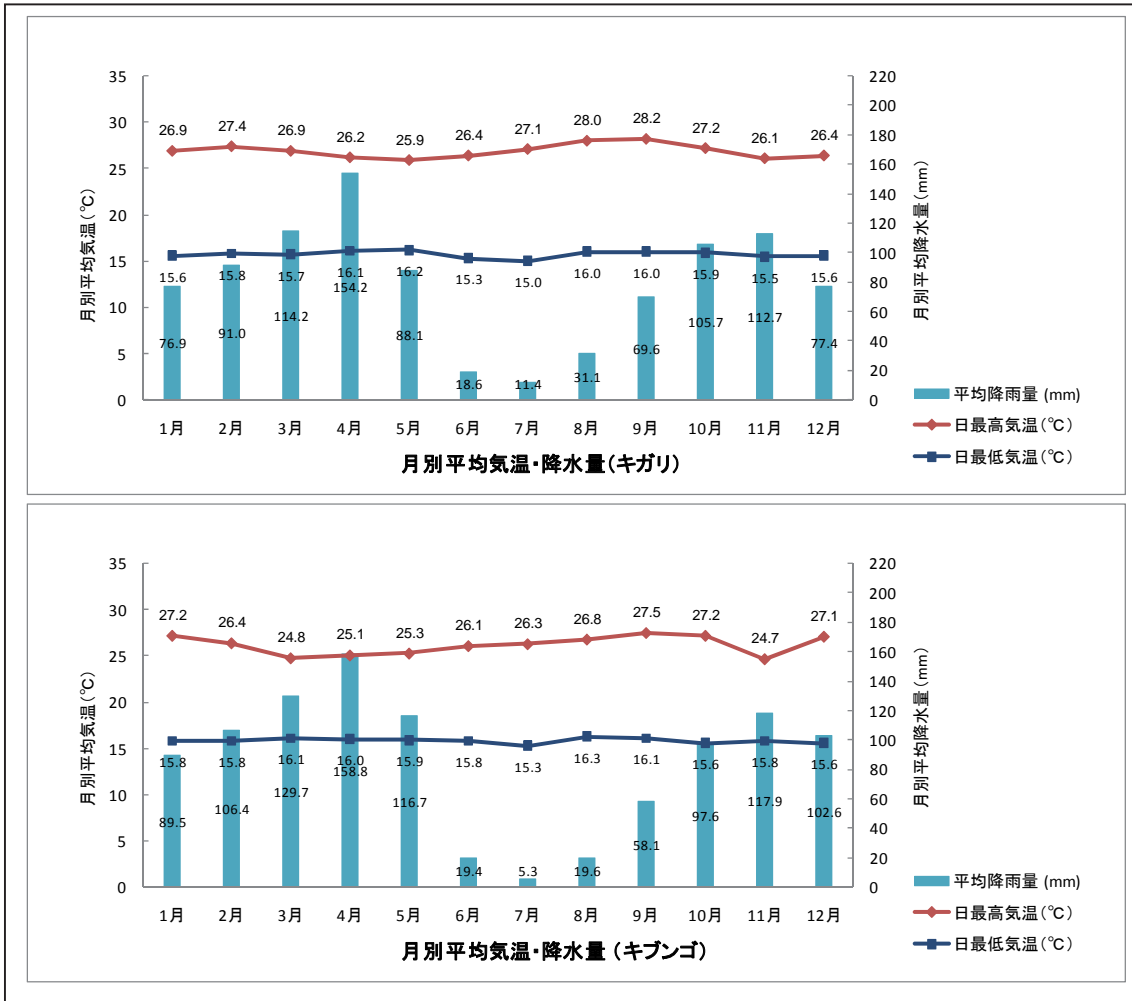 35
30
25
20
15
10
5
0
月別平均気温(℃)
220
200
180
160
140
120
100
80
60
40
20
0
月別平均降水量(mm)
26.9 27.4 26.9 26.2 25.9 26.4 27.1 28.0 28.2 27.2 26.1 26.4
15.6 15.8 15.7 16.1 16.2 15.3 15.0 16.0 16.0 15.9 15.5 15.6
76.9 91.0 114.2 154.2 88.1 18.6 11.4 31.1 69.6 105.7 112.7 77.4
1月 2月 3月 4月 5月 6月 7月 8月 9月 10月 11月 12月
月別平均気温・降水量(キガリ)
平均降雨量 (mm)
日最高気温(℃)
日最低気温(℃)
35
30
25
20
15
10
5
0
月別平均気温(℃)
220
200
180
160
140
120
100
80
60
40
20
0
月別平均降水量(mm)
27.2 26.4 24.8 25.1 25.3 26.1 26.3 26.8 27.5 27.2 24.7 27.1
15.8 15.8 16.1 16.0 15.9 15.8 15.3 16.3 16.1 15.6 15.8 15.6
89.5 106.4 129.7 158.8 116.7 19.4 5.3 19.6 58.1 97.6 117.9 102.6
1月 2月 3月 4月 5月 6月 7月 8月 9月 10月 11月 12月
月別平均気温・降水量 (キブンゴ)
平均降雨量 (mm)
日最高気温(℃)
日最低気温(℃)